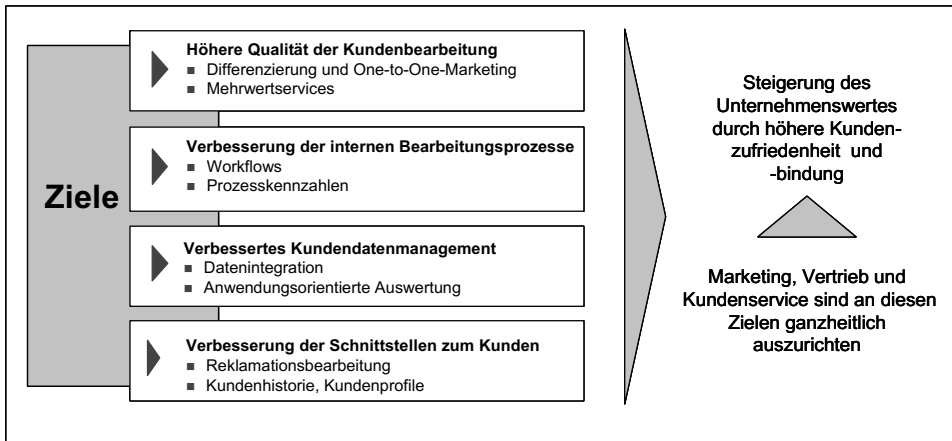 Ziele
Höhere Qualität der Kundenbearbeitung
▪ Differenzierung und One-to-One-Marketing
▪ Mehrwertservices
Verbesserung der internen Bearbeitungsprozesse
▪ Workflows
▪ Prozesskennzahlen
Verbessertes Kundendatenmanagement
▪ Datenintegration
▪ Anwendungsorientierte Auswertung
Verbesserung der Schnittstellen zum Kunden
▪ Reklamationsbearbeitung
▪ Kundenhistorie, Kundenprofile
Steigerung des
Unternehmenswertes
durch höhere Kunden-
zufriedenheit und
-bindung
Marketing, Vertrieb und
Kundenservice sind an diesen
Zielen ganzheitlich
auszurichten